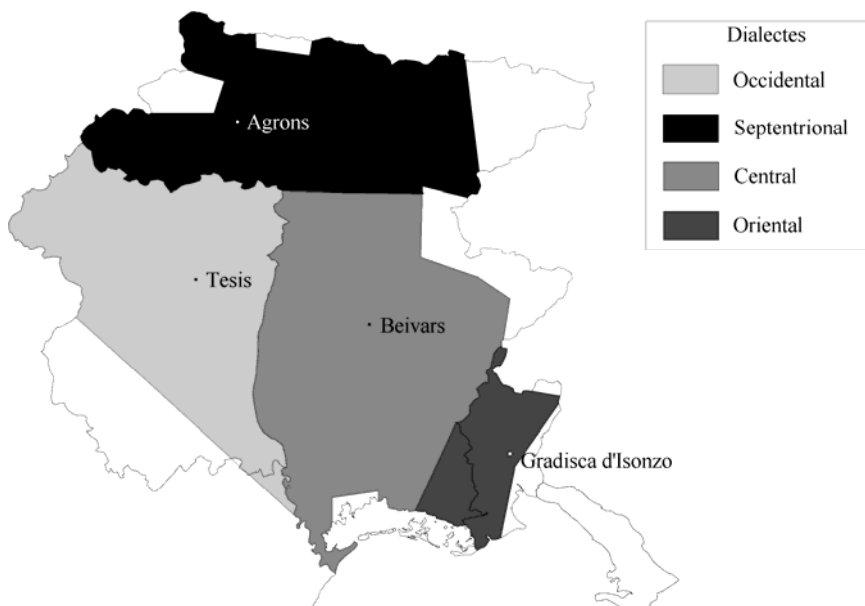 Dialectes
Occidental
Septentrional
Central
Oriental
Agrons
Tesis
Beivars
Gradisca d'Isonzo